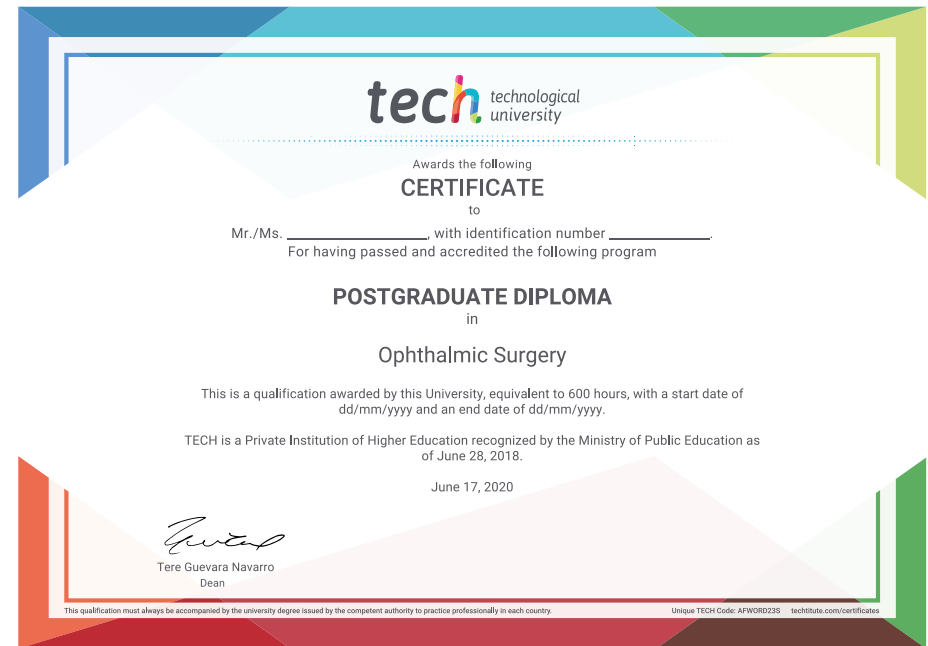 tech technological
university
Awards the following
CERTIFICATE
to
Mr./Ms. ____________________, with identification number ______________.
For having passed and accredited the following program
POSTGRADUATE DIPLOMA
in
Ophthalmic Surgery
This is a qualification awarded by this University, equivalent to 600 hours, with a start date of
dd/mm/yyyy and an end date of dd/mm/yyyy.
TECH is a Private Institution of Higher Education recognized by the Ministry of Public Education as
of June 28, 2018.
June 17, 2020
Tere Guevara Navarro
Dean
This qualification must always be accompanied by the university degree issued by the competent authority to practice professionally in each country.
Unique TECH Code: AFWORD23S techtitute.com/certificates